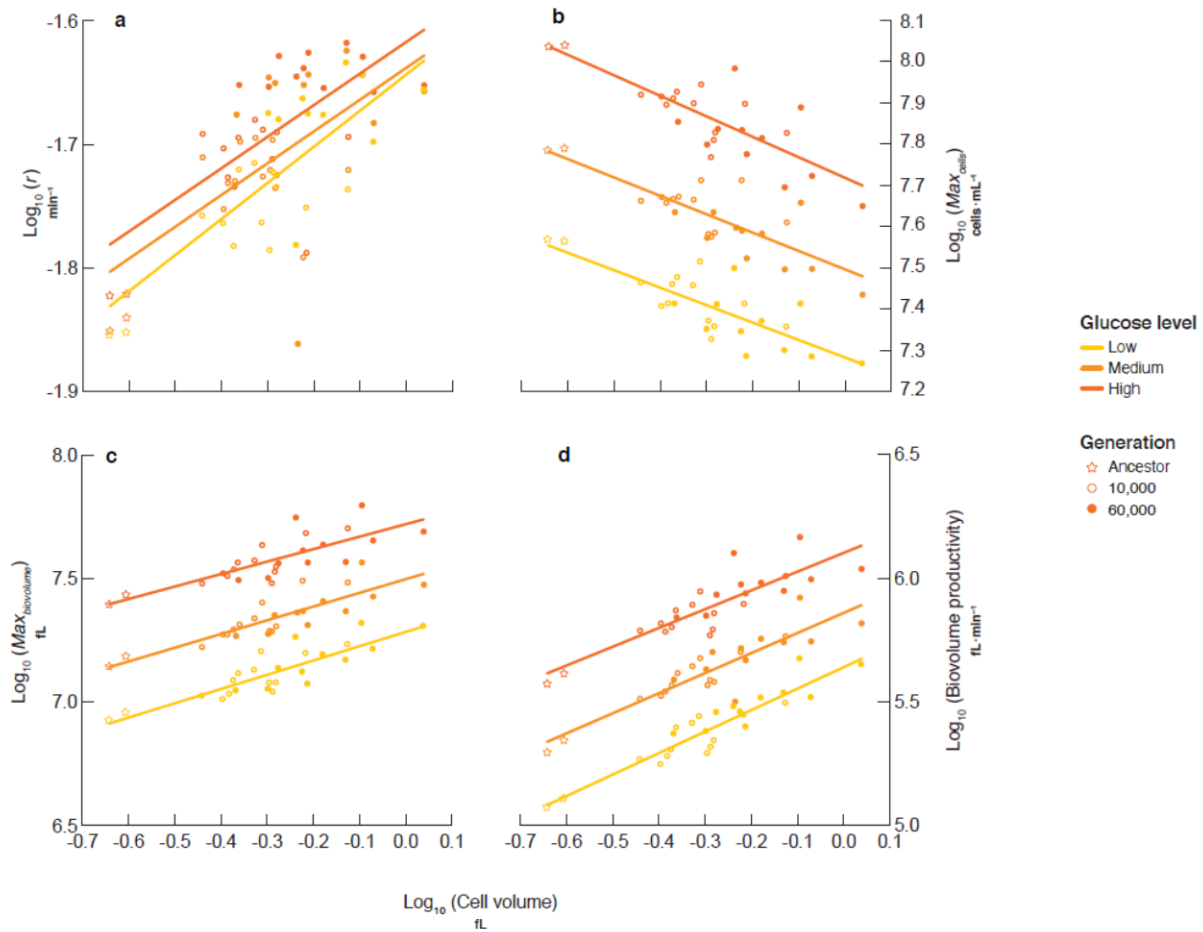 a
b
-1.6
-1.7
-1.8
-1.9
Log10 (r)
min⁻¹
8.1
8.0
7.9
7.8
7.7
7.6
7.5
7.4
7.3
7.2
Log10 (Maxcells)
cells·mL⁻¹
Glucose level
Low
Medium
High
Generation
Ancestor
10,000
60,000
c
d
8.0
7.5
7.0
6.5
Log10 (Maxbiovolume)
fL
6.5
6.0
5.5
5.0
Log10 (Biovolume productivity)
fL·min⁻¹
-0.7 -0.6 -0.5 -0.4 -0.3 -0.2 -0.1 0.0 0.1
-0.7 -0.6 -0.5 -0.4 -0.3 -0.2 -0.1 0.0 0.1
Log10 (Cell volume)
fL